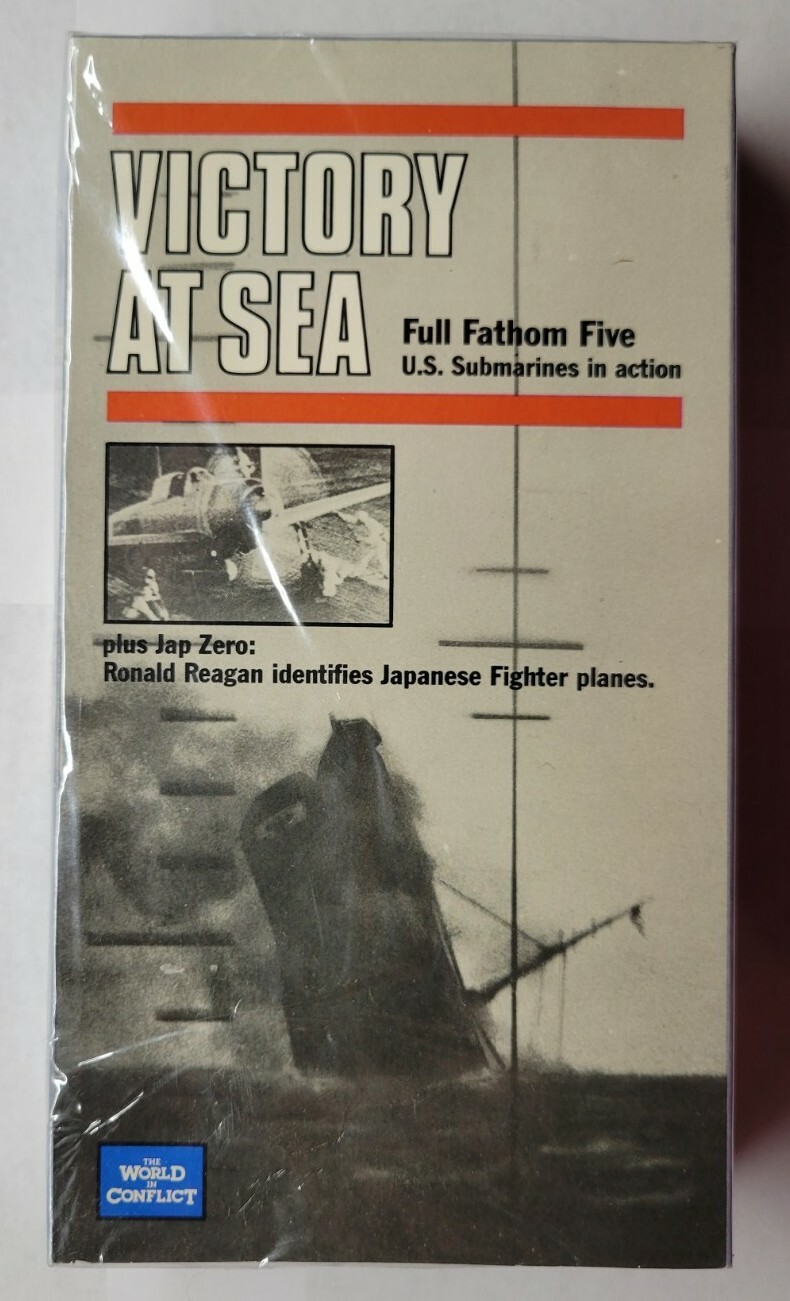 VICTORY
AT SEA
Full Fathom Five
U.S. Submarines in action
plus Jap Zero:
Ronald Reagan identifies Japanese Fighter planes.
THE
WORLD
IN
CONFLICT